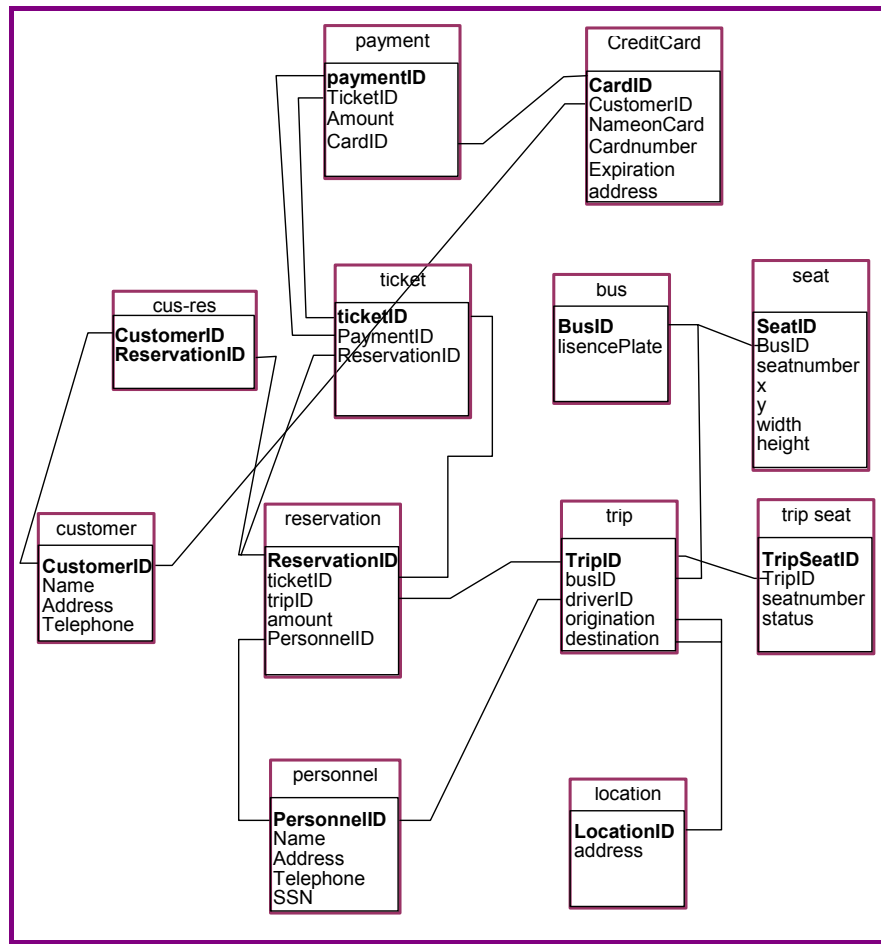 payment
paymentID
TicketID
Amount
CardID
CreditCard
CardID
CustomerID
NameonCard
Cardnumber
Expiration
address
cus-res
CustomerID
ReservationID
ticket
ticketID
PaymentID
ReservationID
bus
BusID
lisencePlate
seat
SeatID
BusID
seatnumber
x
y
width
height
customer
CustomerID
Name
Address
Telephone
reservation
ReservationID
ticketID
tripID
amount
PersonnelID
trip
TripID
busID
driverID
origination
destination
trip seat
TripSeatID
TripID
seatnumber
status
personnel
PersonnelID
Name
Address
Telephone
SSN
location
LocationID
address